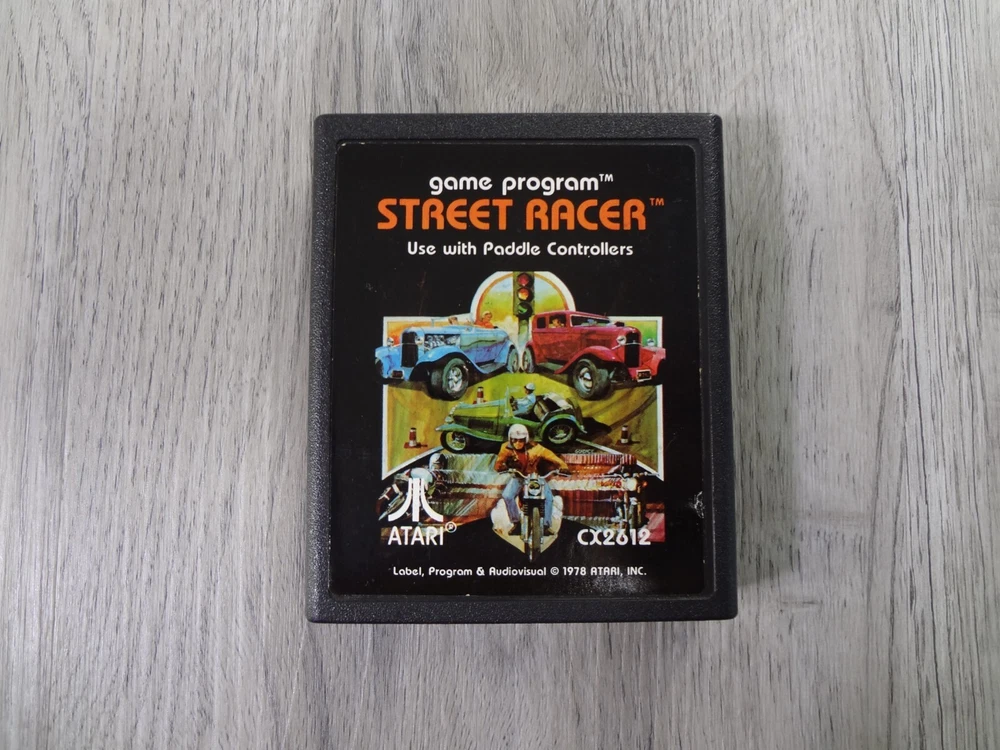 game program™
STREET RACER™
Use with Paddle Controllers
ATARI®
CX2612
Label, Program & Audiovisual © 1978 ATARI, INC.